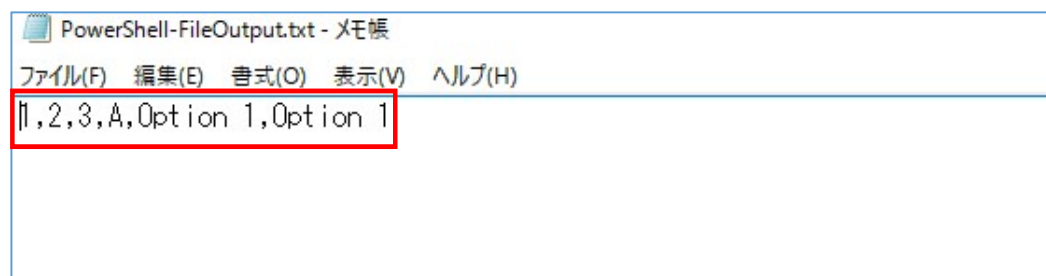 PowerShell-FileOutput.txt - メモ帳
ファイル(F) 編集(E) 書式(O) 表示(V) ヘルプ(H)
1,2,3,A,Option 1,Option 1